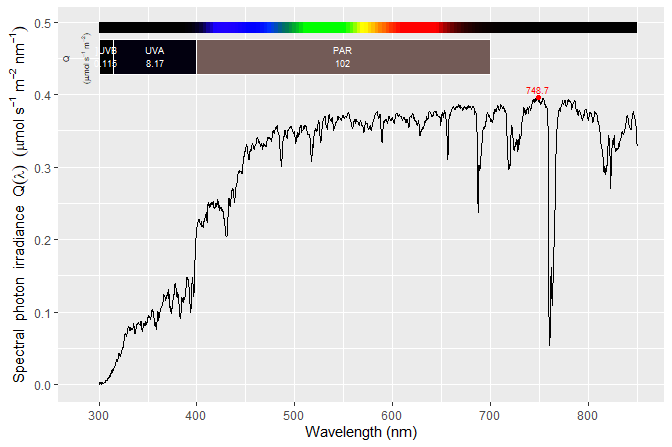 0.5
0.4
0.3
0.2
0.1
0.0
Spectral photon irradiance Q(λ) (μmol s⁻¹ m⁻² nm⁻¹)
Q
(μmol s⁻¹ m⁻²)
UVB UVA PAR
.115 8.17 102
748.7
300 400 500 600 700 800
Wavelength (nm)